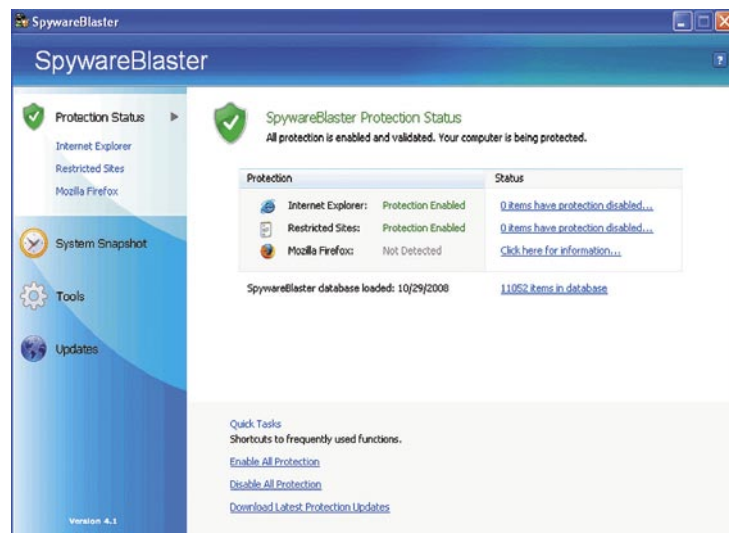 SpywareBlaster
SpywareBlaster
?
Protection Status
Internet Explorer
Restricted Sites
Mozilla Firefox
System Snapshot
Tools
Updates
Version 4.1
SpywareBlaster Protection Status
All protection is enabled and validated. Your computer is being protected.
Protection Status
Internet Explorer: Protection Enabled 0 items have protection disabled...
Restricted Sites: Protection Enabled 0 items have protection disabled...
Mozilla Firefox: Not Detected Click here for information...
SpywareBlaster database loaded: 10/29/2008 11052 items in database
Quick Tasks
Shortcuts to frequently used functions.
Enable All Protection
Disable All Protection
Download Latest Protection Updates